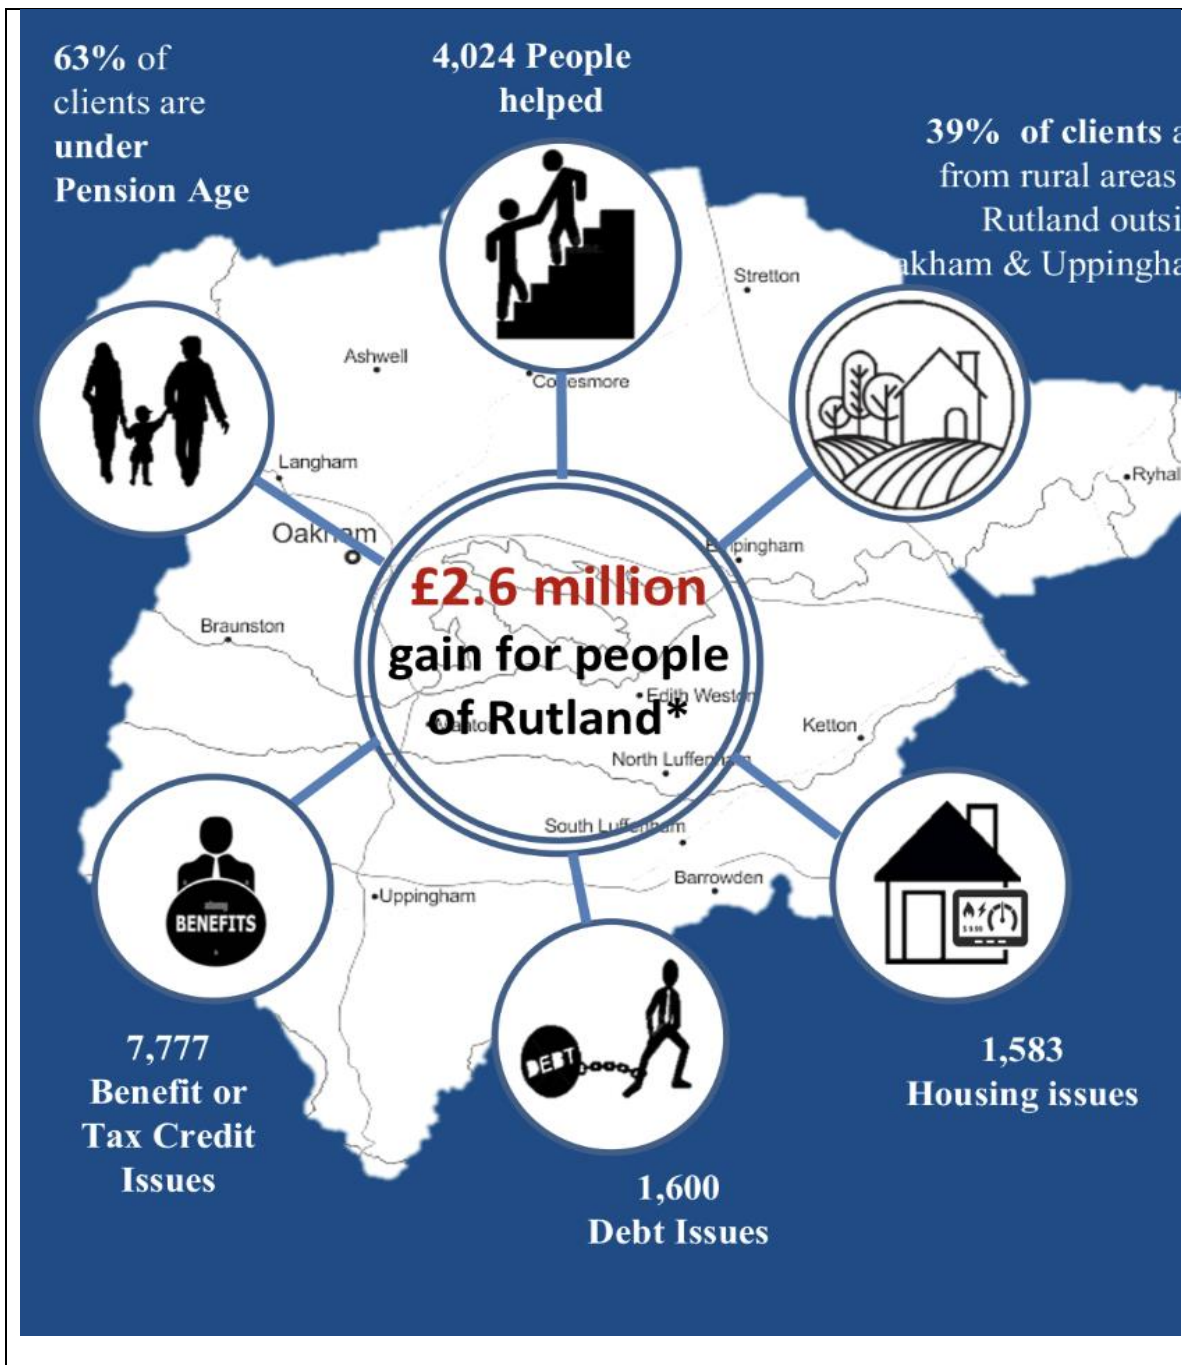 63% of
clients are
under
Pension Age
4,024 People
helped
39% of clients a
from rural areas
Rutland outsi
akham & Uppingha
Stretton
Ashwell
Langham
Oakham
Ryhal
Braunston
£2.6 million
gain for people
of Rutland*
Edith Weston
Ketton
North Luffenham
South Luffenham
Barrowden
Uppingham
BENEFITS
DEBT
7,777
Benefit or
Tax Credit
Issues
1,600
Debt Issues
1,583
Housing issues